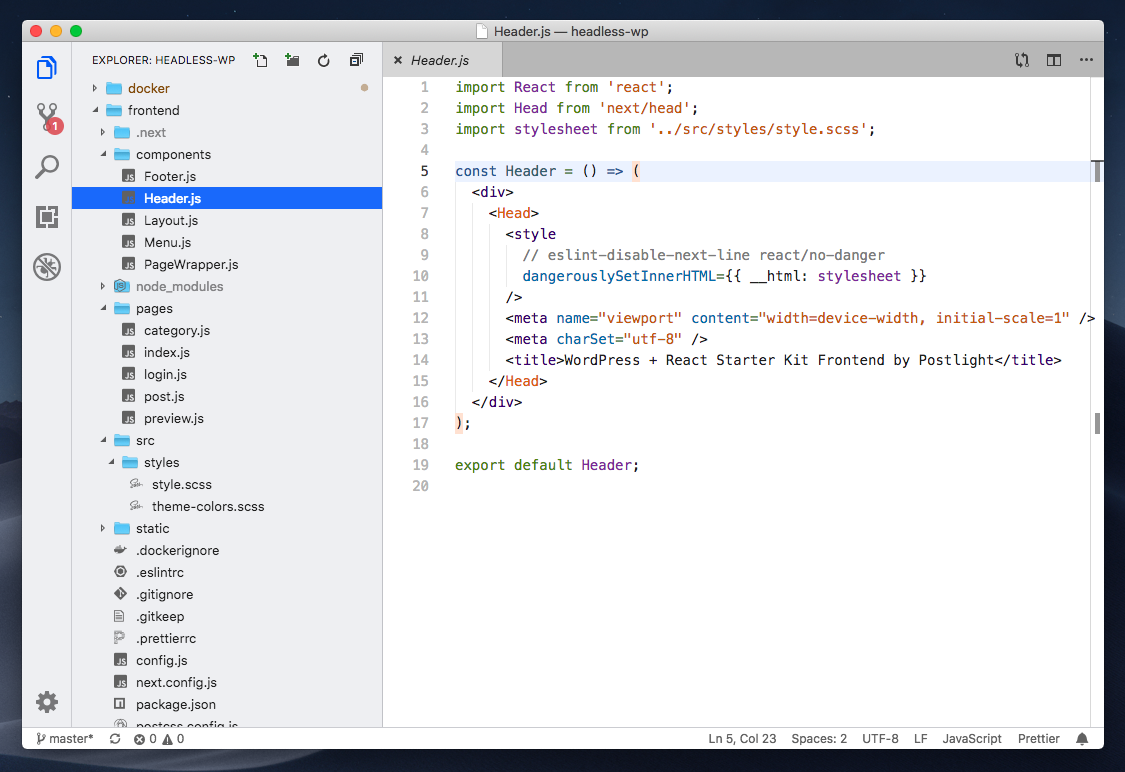 Header.js — headless-wp
EXPLORER: HEADLESS-WP
docker
frontend
.next
components
Footer.js
Header.js
Layout.js
Menu.js
PageWrapper.js
node_modules
pages
category.js
index.js
login.js
post.js
preview.js
src
styles
style.scss
theme-colors.scss
static
.dockerignore
.eslintrc
.gitignore
.gitkeep
.prettierrc
config.js
next.config.js
package.json
postcss.config.js
1
Header.js
1 import React from 'react';
2 import Head from 'next/head';
3 import stylesheet from '../src/styles/style.scss';
4
5 const Header = () => (
6 <div>
7 <Head>
8 <style
9 // eslint-disable-next-line react/no-danger
10 dangerouslySetInnerHTML={{ __html: stylesheet }}
11 />
12 <meta name="viewport" content="width=device-width, initial-scale=1" />
13 <meta charSet="utf-8" />
14 <title>WordPress + React Starter Kit Frontend by Postlight</title>
15 </Head>
16 </div>
17 );
18
19 export default Header;
20
master* 0 0 Ln 5, Col 23 Spaces: 2 UTF-8 LF JavaScript Prettier